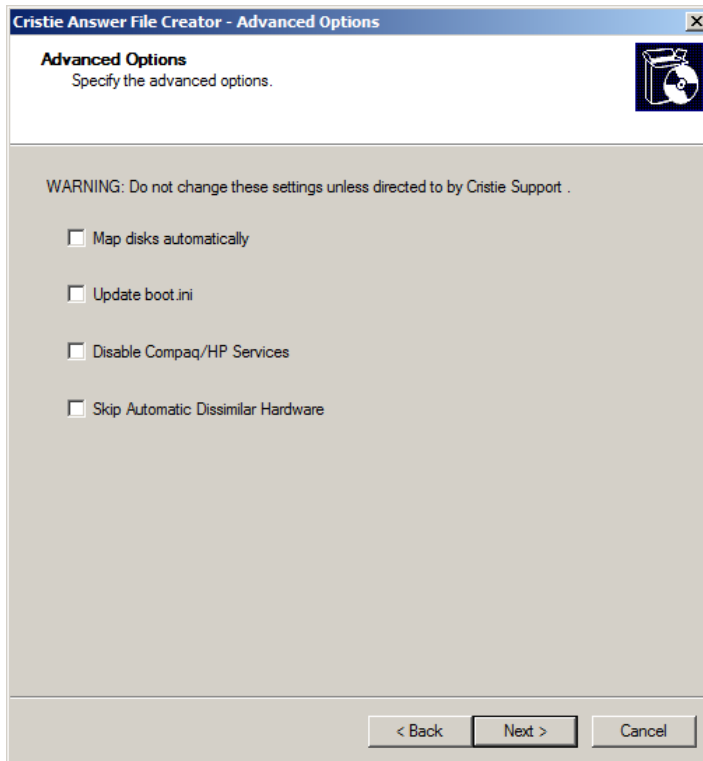 Cristie Answer File Creator - Advanced Options
Advanced Options
Specify the advanced options.
WARNING: Do not change these settings unless directed to by Cristie Support .
Map disks automatically
Update boot.ini
Disable Compaq/HP Services
Skip Automatic Dissimilar Hardware
< Back Next > Cancel